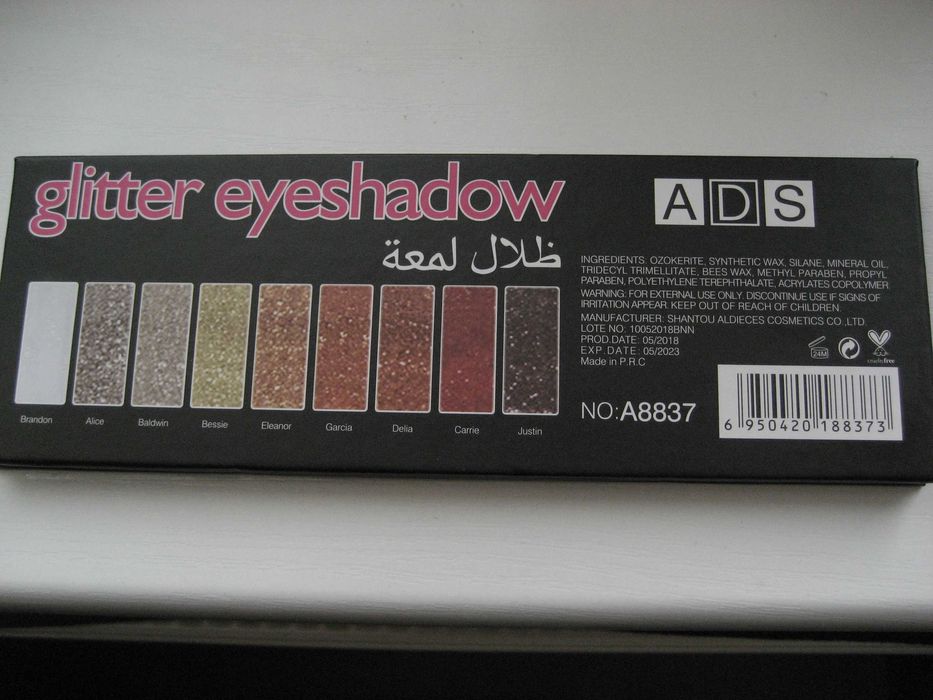 glitter eyeshadow
ظلال لمعة
Brandon
Alice
Baldwin
Bessie
Eleanor
Garcia
Delia
Carrie
Justin
ADS
INGREDIENTS: OZOKERITE, SYNTHETIC WAX, SILANE, MINERAL OIL,
TRIDECYL TRIMELLITATE, BEES WAX, METHYL PARABEN, PROPYL
PARABEN, POLYETHYLENE TEREPHTHALATE, ACRYLATES COPOLYMER
WARNING: FOR EXTERNAL USE ONLY. DISCONTINUE USE IF SIGNS OF
IRRITATION APPEAR. KEEP OUT OF REACH OF CHILDREN
MANUFACTURER: SHANTOU ALDIECES COSMETICS CO.,LTD.
LOTE NO: 10052018BNN
PROD.DATE: 05/2018
EXP.DATE: 05/2023
Made in P.R.C
24M
crueltyfree
NO:A8837
6 950420 188373